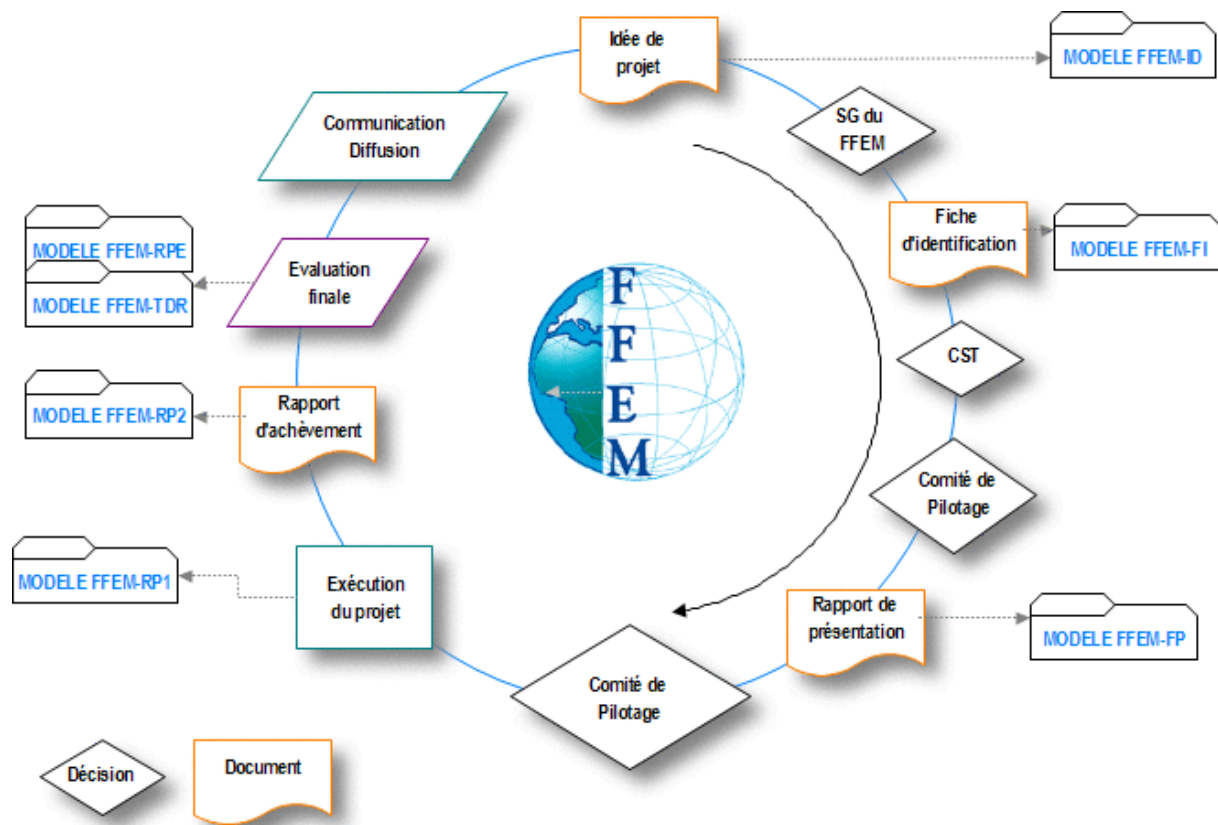 Idée de
projet
MODELE FFEM-ID
SG du
FFEM
Communication
Diffusion
Fiche
d'identification
MODELE FFEM-FI
MODELE FFEM-RPE
MODELE FFEM-TDR
Evaluation
finale
F
F
E
M
CST
Rapport
d'achèvement
MODELE FFEM-RP2
Comité de
Pilotage
Exécution
du projet
MODELE FFEM-RP1
Rapport de
présentation
MODELE FFEM-FP
Comité de
Pilotage
Décision
Document